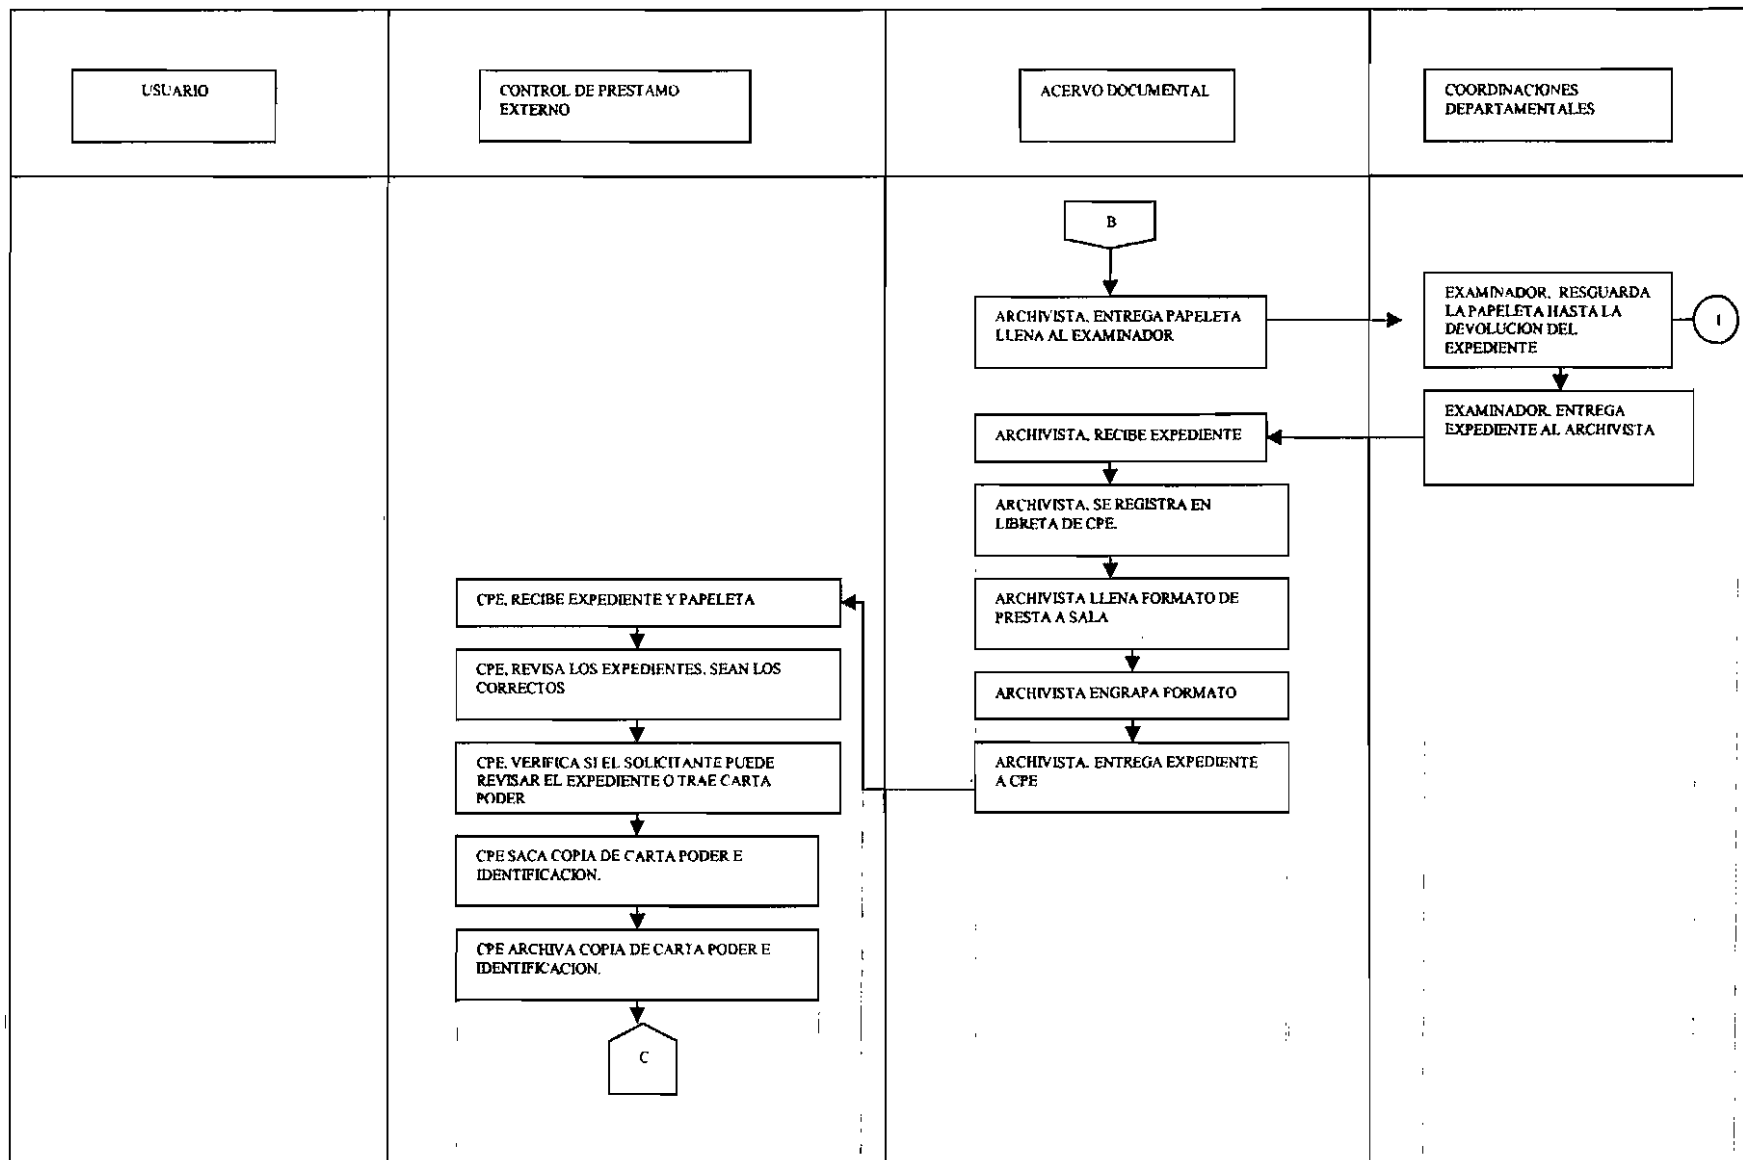 USUARIO
CONTROL DE PRESTAMO
EXTERNO
ACERVO DOCUMENTAL
COORDINACIONES
DEPARTAMENTALES
B
ARCHIVISTA, ENTREGA PAPELETA
LLENA AL EXAMINADOR
EXAMINADOR, RESGUARDA
LA PAPELETA HASTA LA
DEVOLUCION DEL
EXPEDIENTE
1
EXAMINADOR, ENTREGA
EXPEDIENTE AL ARCHIVISTA
ARCHIVISTA, RECIBE EXPEDIENTE
ARCHIVISTA, SE REGISTRA EN
LIBRETA DE CPE.
ARCHIVISTA LLENA FORMATO DE
PRESTA A SALA
ARCHIVISTA ENGRAPA FORMATO
ARCHIVISTA, ENTREGA EXPEDIENTE
A CPE
CPE, RECIBE EXPEDIENTE Y PAPELETA
CPE, REVISA LOS EXPEDIENTES, SEAN LOS
CORRECTOS
CPE, VERIFICA SI EL SOLICITANTE PUEDE
REVISAR EL EXPEDIENTE O TRAE CARTA
PODER
CPE SACA COPIA DE CARTA PODER E
IDENTIFICACION.
CPE ARCHIVA COPIA DE CARTA PODER E
IDENTIFICACION.
C